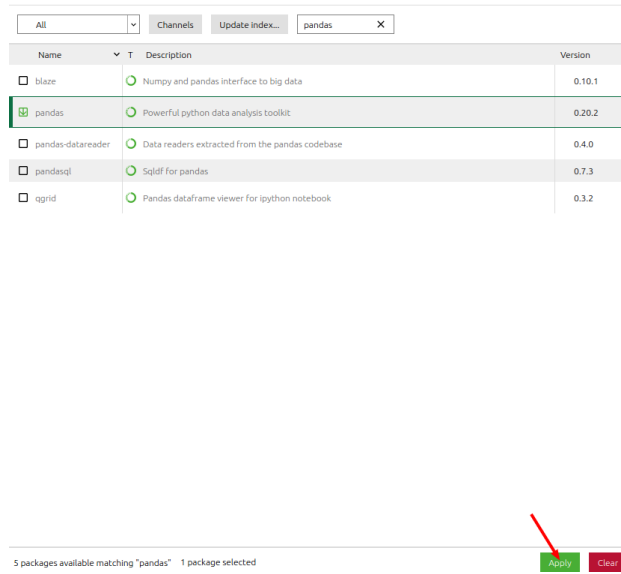 All Channels Update index... pandas
Name T Description Version
blaze Numpy and pandas interface to big data 0.10.1
pandas Powerful python data analysis toolkit 0.20.2
pandas-datareader Data readers extracted from the pandas codebase 0.4.0
pandasql Sqldf for pandas 0.7.3
qgrid Pandas dataframe viewer for ipython notebook 0.3.2
5 packages available matching "pandas" 1 package selected Apply Clear